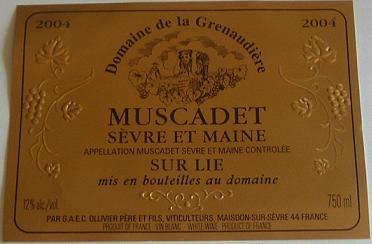 2004 2004
Domaine de la Grenaudière
MUSCADET
SÈVRE ET MAINE
APPELLATION MUSCADET SÈVRE ET MAINE CONTROLÉE
SUR LIE
mis en bouteilles au domaine
12% alc./vol. 750 ml
PAR G.A.E.C. OLLIVIER PÈRE ET FILS, VITICULTEURS, MAISDON-SUR-SÈVRE 44 FRANCE
PRODUIT DE FRANCE - VIN BLANC - WHITE WINE - PRODUCT OF FRANCE